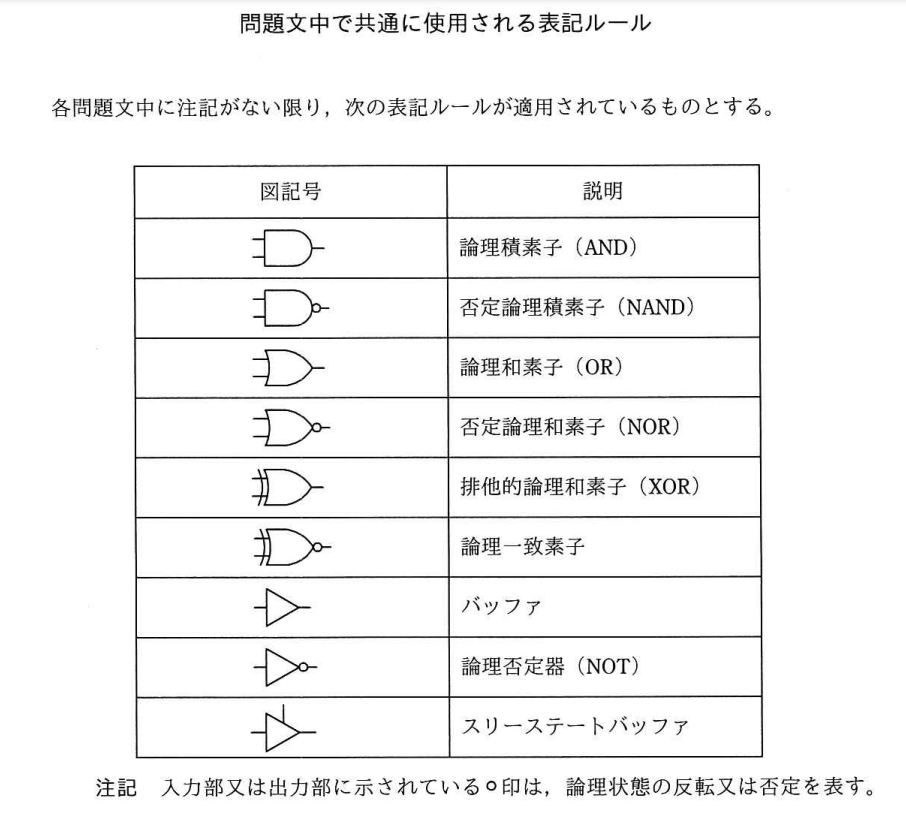 問題文中で共通に使用される表記ルール
各問題文中に注記がない限り，次の表記ルールが適用されているものとする。
図記号 説明
論理積素子（AND）
否定論理積素子（NAND）
論理和素子（OR）
否定論理和素子（NOR）
排他的論理和素子（XOR）
論理一致素子
バッファ
論理否定器（NOT）
スリーステートバッファ
注記　入力部又は出力部に示されている○印は，論理状態の反転又は否定を表す。